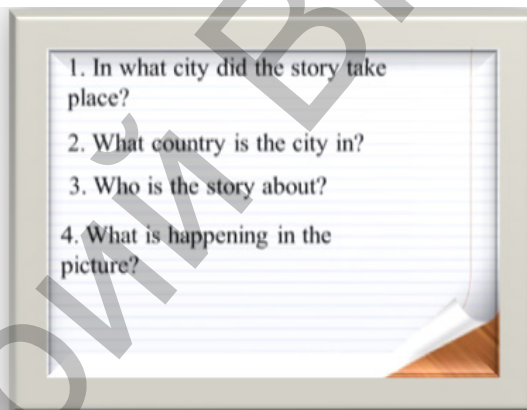 1. In what city did the story take
place?
2. What country is the city in?
3. Who is the story about?
4. What is happening in the
picture?